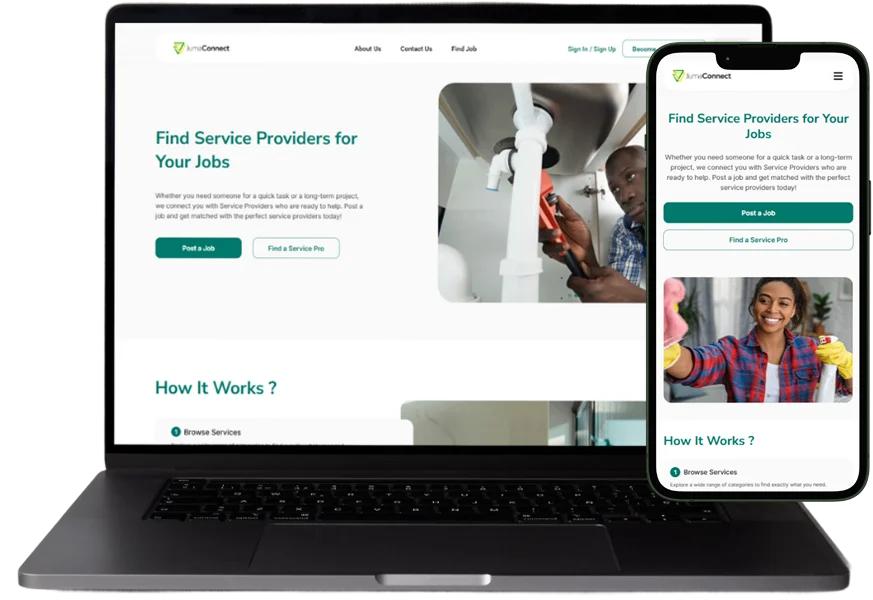 JumaConnect
About Us
Contact Us
Find Job
Sign In / Sign Up
Become
Find Service Providers for
Your Jobs
Whether you need someone for a quick task or a long-term project,
we connect you with Service Providers who are ready to help. Post a
job and get matched with the perfect service providers today!
Post a Job
Find a Service Pro
How It Works ?
1 Browse Services
JumaConnect
Find Service Providers for Your
Jobs
Whether you need someone for a quick task or a long-term
project, we connect you with Service Providers who are
ready to help. Post a job and get matched with the perfect
service providers today!
Post a Job
Find a Service Pro
How It Works ?
1 Browse Services
Explore a wide range of categories to find exactly what you need.